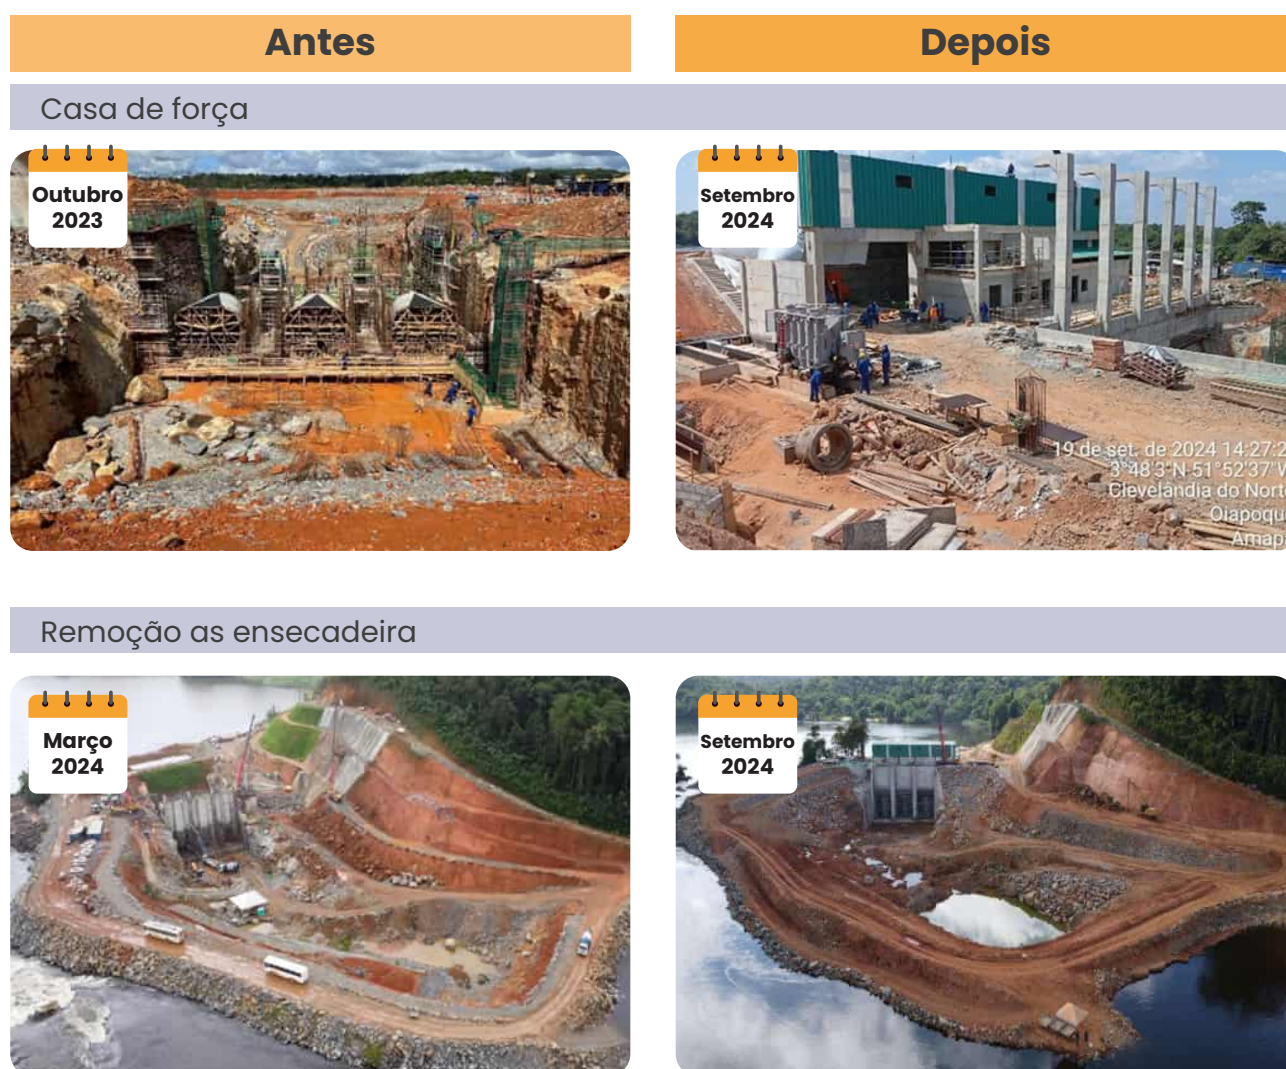 Antes
Depois
Casa de força
Outubro
2023
Setembro
2024
19 de set. de 2024 14:27:2
3°48'3"N 51°52'37"W
Clevelândia do Norte
Oiapoqu
Amap
Remoção as ensecadeira
Março
2024
Setembro
2024